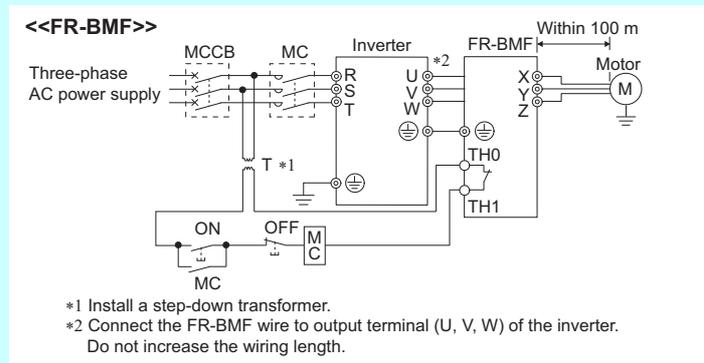 <<FR-BMF>>
Within 100 m
MCCB MC Inverter *2 FR-BMF Motor
Three-phase
AC power supply
R U X
S V Y M
T W Z
T *1
TH0
TH1
ON OFF M
C
MC
*1 Install a step-down transformer.
*2 Connect the FR-BMF wire to output terminal (U, V, W) of the inverter.
Do not increase the wiring length.